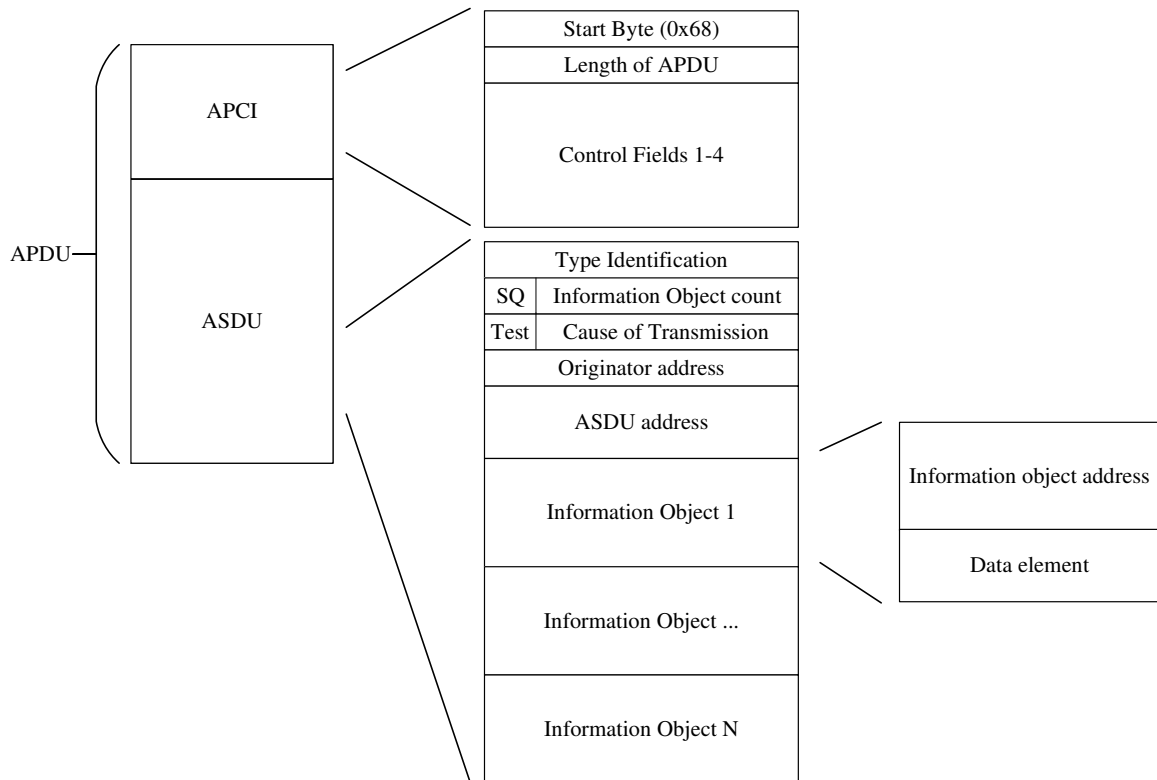 APDU
APCI
ASDU
Start Byte (0x68)
Length of APDU
Control Fields 1-4
Type Identification
SQ Information Object count
Test Cause of Transmission
Originator address
ASDU address
Information Object 1
Information Object ...
Information Object N
Information object address
Data element